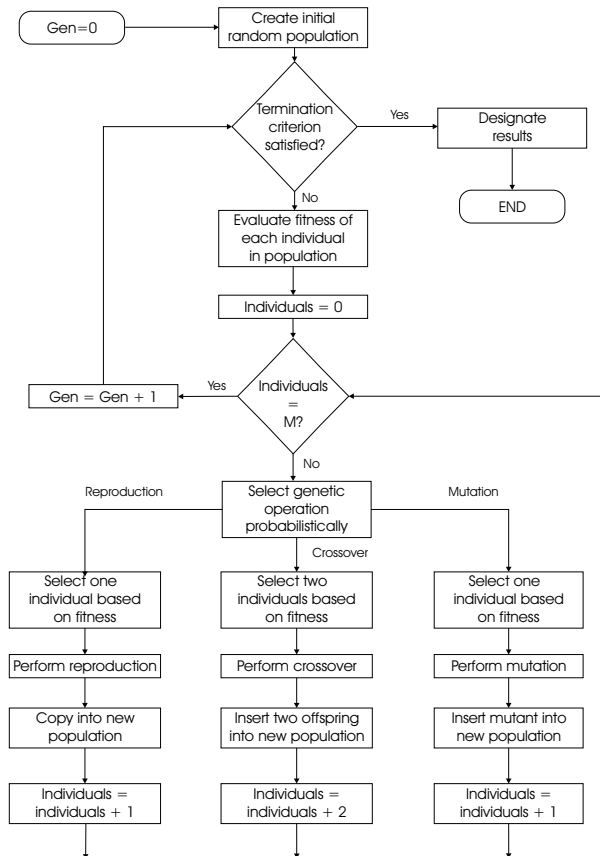 Gen=0
Create initial
random population
Termination
criterion
satisfied?
Yes
Designate
results
END
No
Evaluate fitness of
each individual
in population
Individuals = 0
Individuals
=
M?
Yes
Gen = Gen + 1
No
Select genetic
operation
probabilistically
Reproduction
Mutation
Crossover
Select one
individual based
on fitness
Select two
individuals based
on fitness
Select one
individual based
on fitness
Perform reproduction
Perform crossover
Perform mutation
Copy into new
population
Insert two offspring
into new population
Insert mutant into
new population
Individuals =
individuals + 1
Individuals =
individuals + 2
Individuals =
individuals + 1